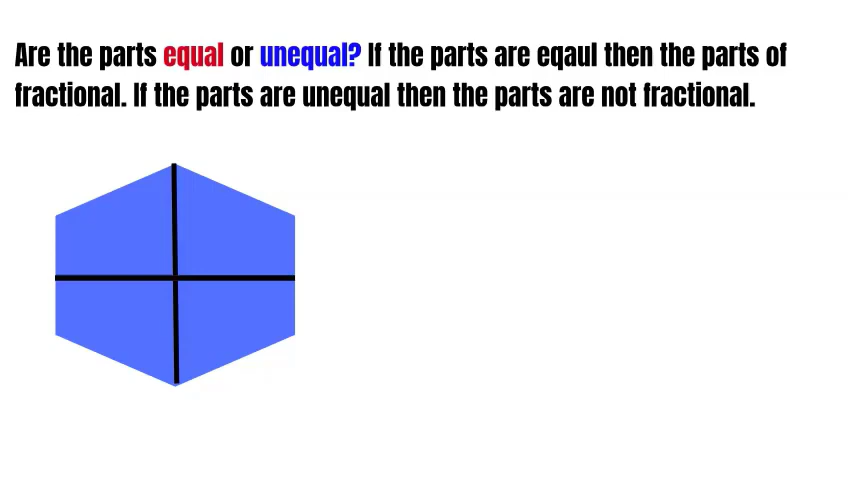 Are the parts equal or unequal? If the parts are eqaul then the parts of
fractional. If the parts are unequal then the parts are not fractional.